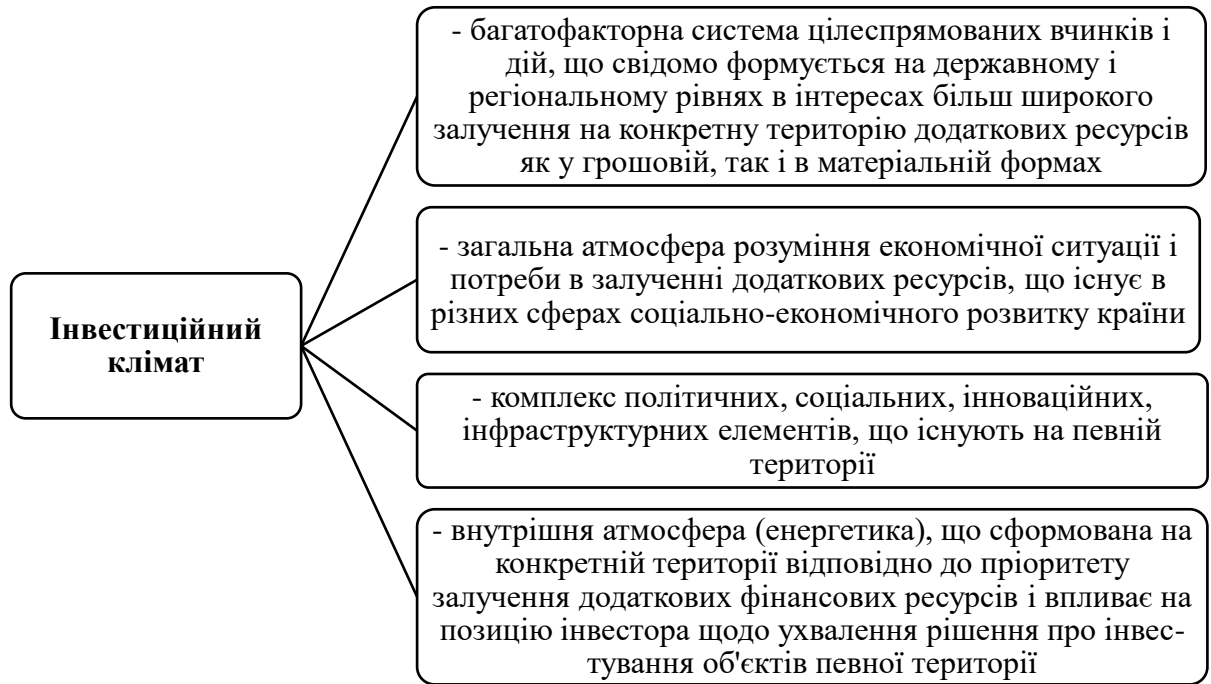 - багатофакторна система цілеспрямованих вчинків і
дій, що свідомо формується на державному і
регіональному рівнях в інтересах більш широкого
залучення на конкретну територію додаткових ресурсів
як у грошовій, так і в матеріальній формах
- загальна атмосфера розуміння економічної ситуації і
потреби в залученні додаткових ресурсів, що існує в
різних сферах соціально-економічного розвитку країни
Інвестиційний
клімат
- комплекс політичних, соціальних, інноваційних,
інфраструктурних елементів, що існують на певній
території
- внутрішня атмосфера (енергетика), що сформована на
конкретній території відповідно до пріоритету
залучення додаткових фінансових ресурсів і впливає на
позицію інвестора щодо ухвалення рішення про інвес-
тування об'єктів певної території